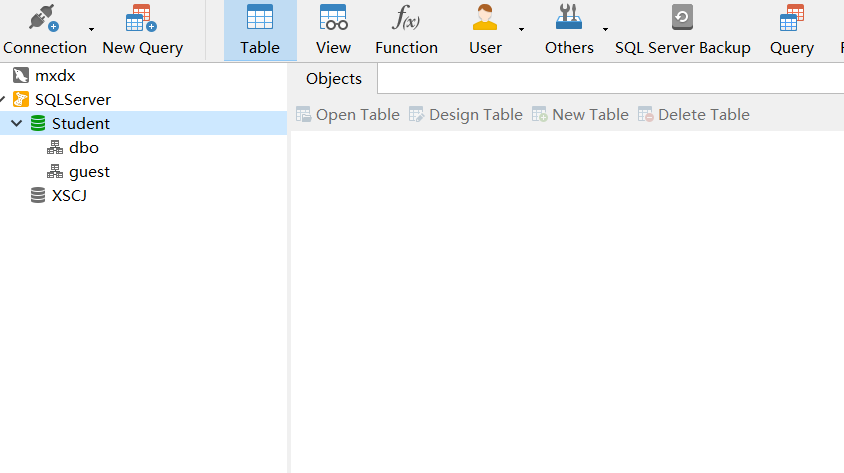 Connection New Query Table View Function User Others SQL Server Backup Query
mxdx
Objects
SQLServer
Open Table Design Table New Table Delete Table
Student
dbo
guest
XSCJ